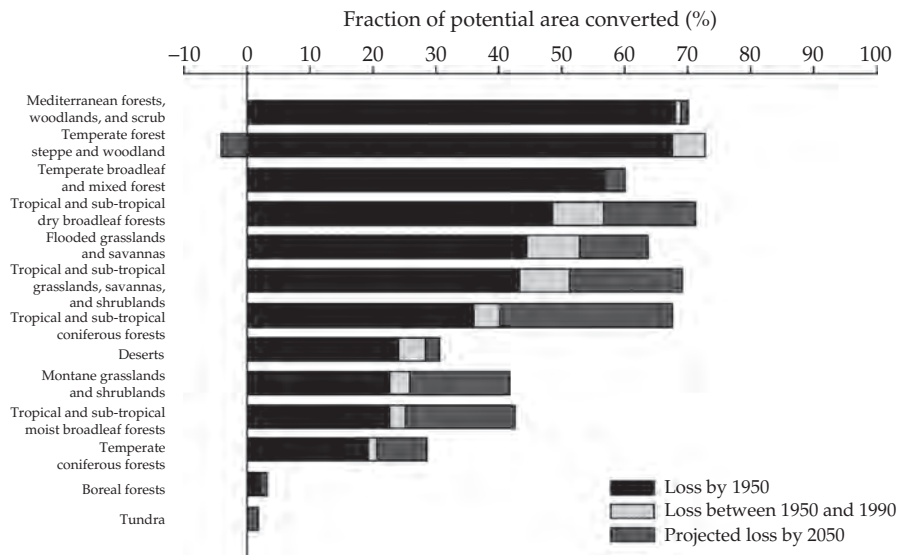 Fraction of potential area converted (%)
−10 0 10 20 30 40 50 60 70 80 90 100
Mediterranean forests,
woodlands, and scrub
Temperate forest
steppe and woodland
Temperate broadleaf
and mixed forest
Tropical and sub-tropical
dry broadleaf forests
Flooded grasslands
and savannas
Tropical and sub-tropical
grasslands, savannas,
and shrublands
Tropical and sub-tropical
coniferous forests
Deserts
Montane grasslands
and shrublands
Tropical and sub-tropical
moist broadleaf forests
Temperate
coniferous forests
Boreal forests
Tundra
Loss by 1950
Loss between 1950 and 1990
Projected loss by 2050